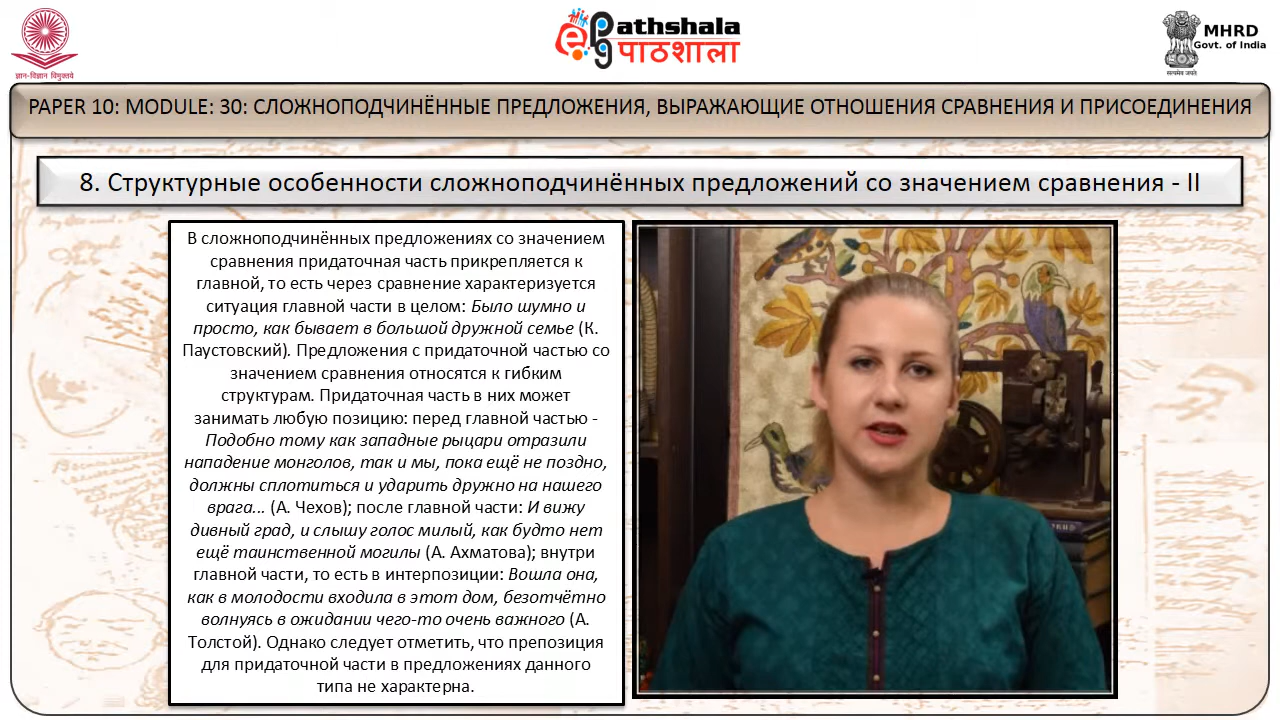 ज्ञान-विज्ञान विमुक्तये
e
Pathshala
पाठशाला
सत्यमेव जयते
MHRD
Govt. of India
PAPER 10: MODULE: 30: СЛОЖНОПОДЧИНЁННЫЕ ПРЕДЛОЖЕНИЯ, ВЫРАЖАЮЩИЕ ОТНОШЕНИЯ СРАВНЕНИЯ И ПРИСОЕДИНЕНИЯ
8. Структурные особенности сложноподчинённых предложений со значением сравнения - II
В сложноподчинённых предложениях со значением
сравнения придаточная часть прикрепляется к
главной, то есть через сравнение характеризуется
ситуация главной части в целом: Было шумно и
просто, как бывает в большой дружной семье (К.
Паустовский). Предложения с придаточной частью со
значением сравнения относятся к гибким
структурам. Придаточная часть в них может
занимать любую позицию: перед главной частью -
Подобно тому как западные рыцари отразили
нападение монголов, так и мы, пока ещё не поздно,
должны сплотиться и ударить дружно на нашего
врага... (А. Чехов); после главной части: И вижу
дивный град, и слышу голос милый, как будто нет
ещё таинственной могилы (А. Ахматова); внутри
главной части, то есть в интерпозиции: Вошла она,
как в молодости входила в этот дом, безотчётно
волнуясь в ожидании чего-то очень важного (А.
Толстой). Однако следует отметить, что препозиция
для придаточной части в предложениях данного
типа не характерна.